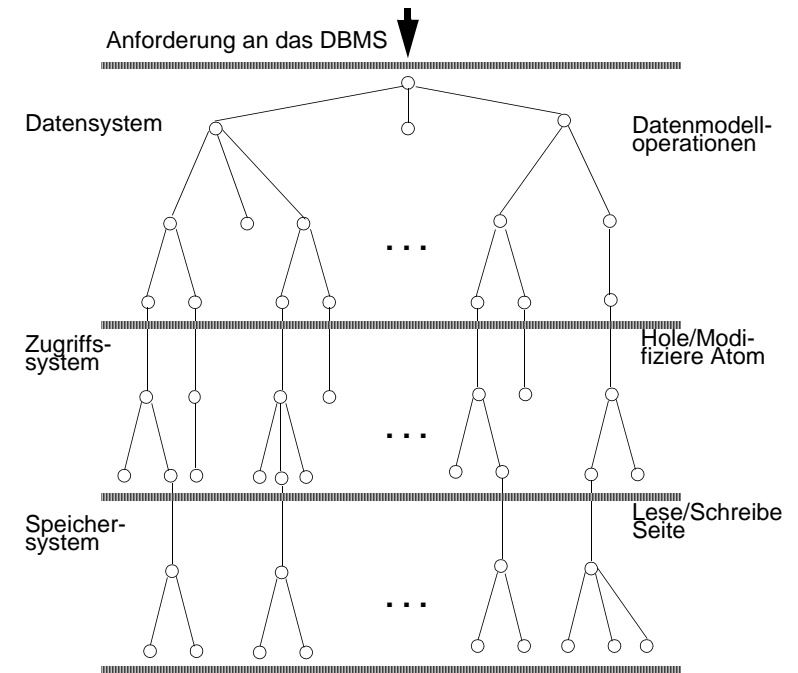 Anforderung an das DBMS
Datensystem
Datenmodell-
operationen
. . .
Zugriffs-
system
Hole/Modi-
fiziere Atom
. . .
Speicher-
system
Lese/Schreibe
Seite
. . .